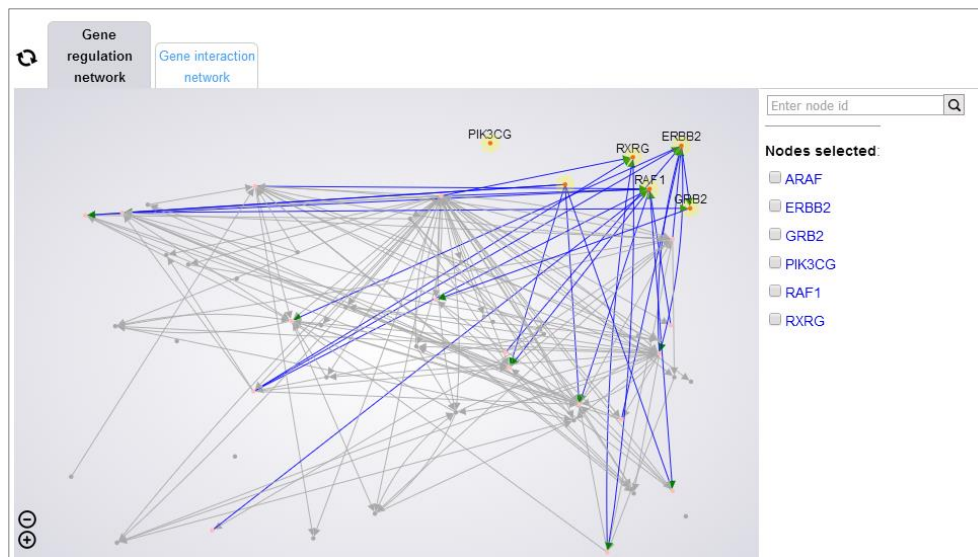 Gene
regulation
network
Gene interaction
network
Enter node id
PIK3CG
ERBB2
RXRG
RAF1
GRB2
Nodes selected:
ARAF
ERBB2
GRB2
PIK3CG
RAF1
RXRG